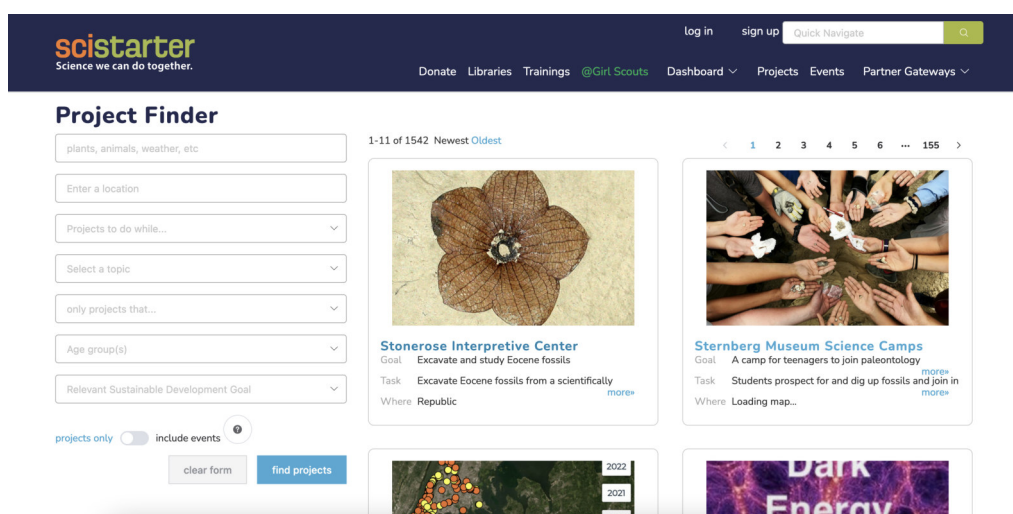 log in sign up Quick Navigate
scistarter
Science we can do together.
Donate Libraries Trainings @Girl Scouts Dashboard Projects Events Partner Gateways
Project Finder
plants, animals, weather, etc
Enter a location
Projects to do while...
Select a topic
only projects that...
Age group(s)
Relevant Sustainable Development Goal
projects only include events ?
clear form find projects
1-11 of 1542 Newest Oldest
< 1 2 3 4 5 6 ... 155 >
Stonerose Interpretive Center
Goal Excavate and study Eocene fossils
Task Excavate Eocene fossils from a scientifically
more»
Where Republic
Sternberg Museum Science Camps
Goal A camp for teenagers to join paleontology
more»
Task Students prospect for and dig up fossils and join in
more»
Where Loading map...
2022
2021
Dark
Energy